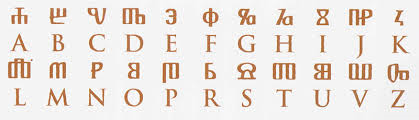 Ⰰ Ⰱ Ⱌ Ⰴ Ⰵ Ⱇ Ⰳ Ⱈ Ⰻ Ⰼ Ⰽ
A B C D E F G H I J K
Ⰾ Ⰿ Ⱀ Ⱁ Ⱂ Ⱃ Ⱄ Ⱅ Ⱆ Ⰲ Ⰸ
L M N O P R S T U V Z